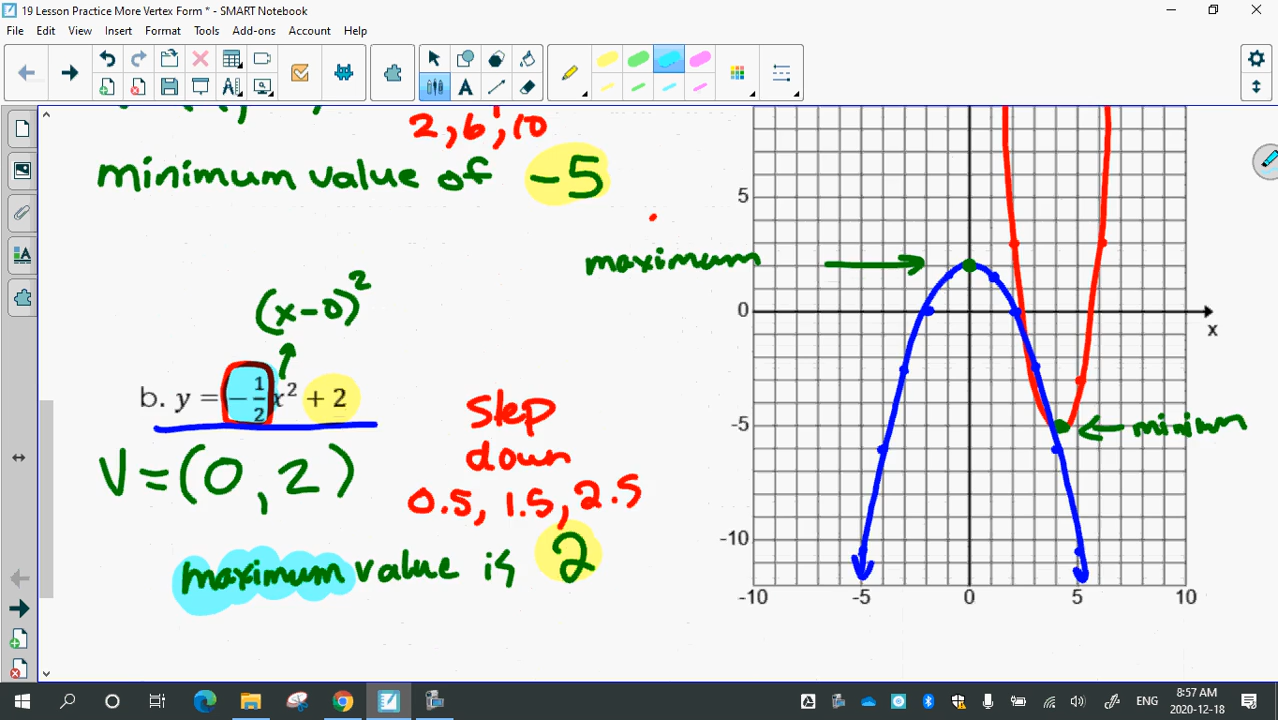 19 Lesson Practice More Vertex Form * - SMART Notebook
File Edit View Insert Format Tools Add-ons Account Help
2, 6, 10
minimum value of -5
maximum
(x-0)²
b. y = -1/2 x² + 2
V = (0, 2)
step
down
0.5, 1.5, 2.5
maximum value is 2
5
0
-5
-10
x
minimum
-10 -5 0 5 10
ENG
8:57 AM
2020-12-18